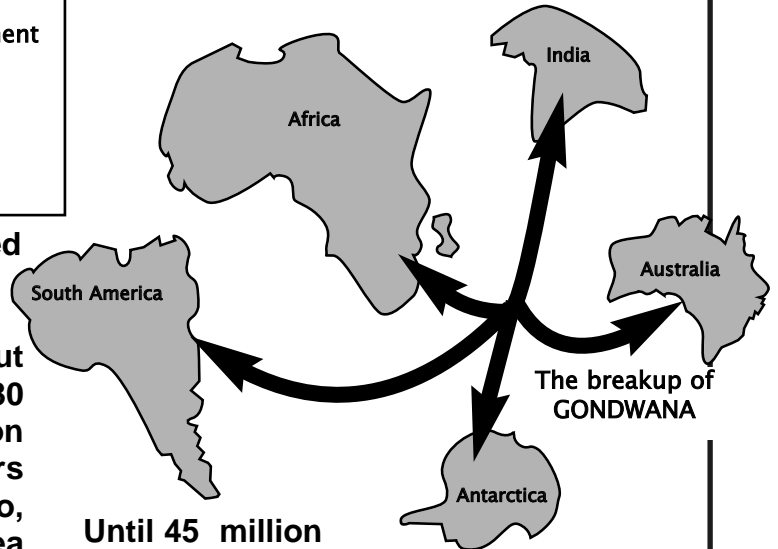 India
Africa
Australia
South America
The breakup of
GONDWANA
Antarctica
Until 45 million